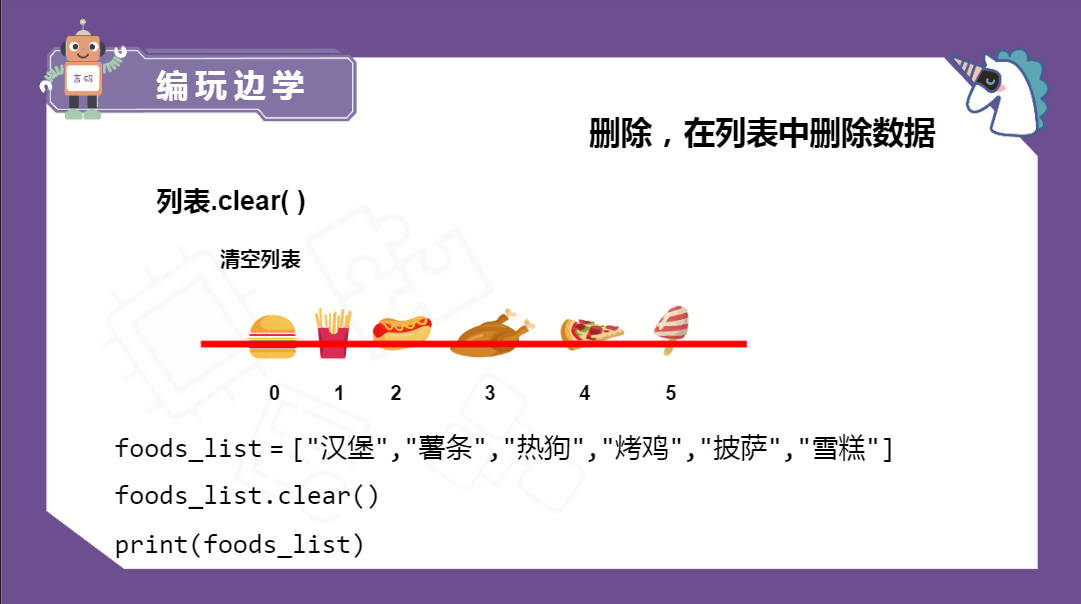 编玩边学
删除，在列表中删除数据
列表.clear( )
清空列表
0 1 2 3 4 5
foods_list = ["汉堡","薯条","热狗","烤鸡","披萨","雪糕"]
foods_list.clear()
print(foods_list)